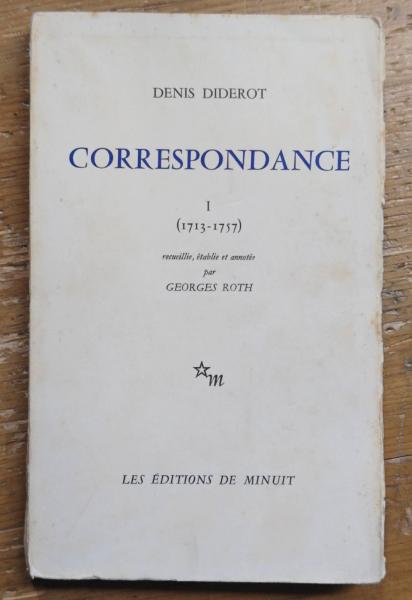 DENIS DIDEROT
CORRESPONDANCE
I
(1713-1757)
recueillie, établie et annotée
par
GEORGES ROTH
m
LES ÉDITIONS DE MINUIT